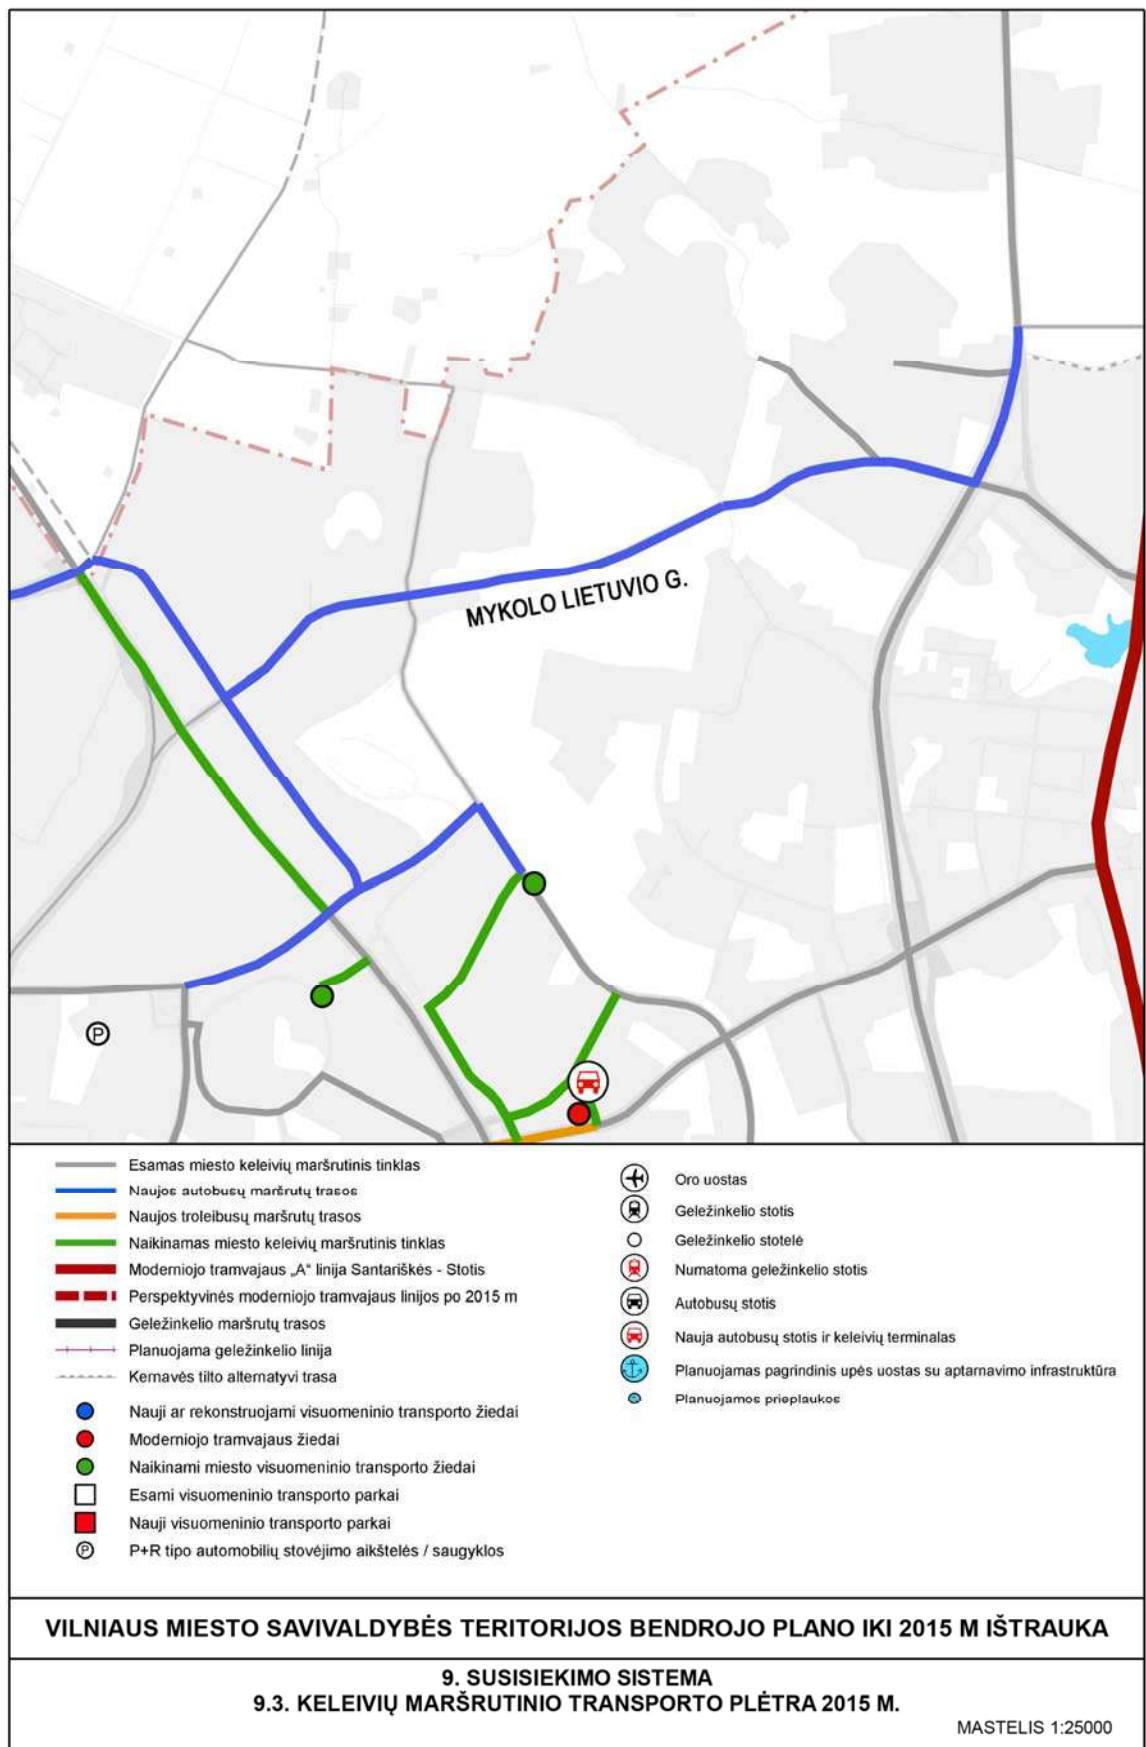 MYKOLO LIETUVIO G.
P
Esamas miesto keleivių maršrutinis tinklas
Naujos autobusų maršrutų trasos
Naujos troleibusų maršrutų trasos
Naikinamas miesto keleivių maršrutinis tinklas
Moderniojo tramvajaus „A“ linija Santariškės - Stotis
Perspektyvinės moderniojo tramvajaus linijos po 2015 m
Geležinkelio maršrutų trasos
Planuojama geležinkelio linija
Kernavės tilto alternatyvi trasa
Nauji ar rekonstruojami visuomeninio transporto žiedai
Moderniojo tramvajaus žiedai
Naikinami miesto visuomeninio transporto žiedai
Esami visuomeninio transporto parkai
Nauji visuomeninio transporto parkai
P P+R tipo automobilių stovėjimo aikštelės / saugyklos
Oro uostas
Geležinkelio stotis
Geležinkelio stotelė
Numatoma geležinkelio stotis
Autobusų stotis
Nauja autobusų stotis ir keleivių terminalas
Planuojamas pagrindinis upės uostas su aptarnavimo infrastruktūra
Planuojamos prieplaukos
VILNIAUS MIESTO SAVIVALDYBĖS TERITORIJOS BENDROJO PLANO IKI 2015 M IŠTRAUKA
9. SUSISIEKIMO SISTEMA
9.3. KELEIVIŲ MARŠRUTINIO TRANSPORTO PLĖTRA 2015 M.
MASTELIS 1:25000